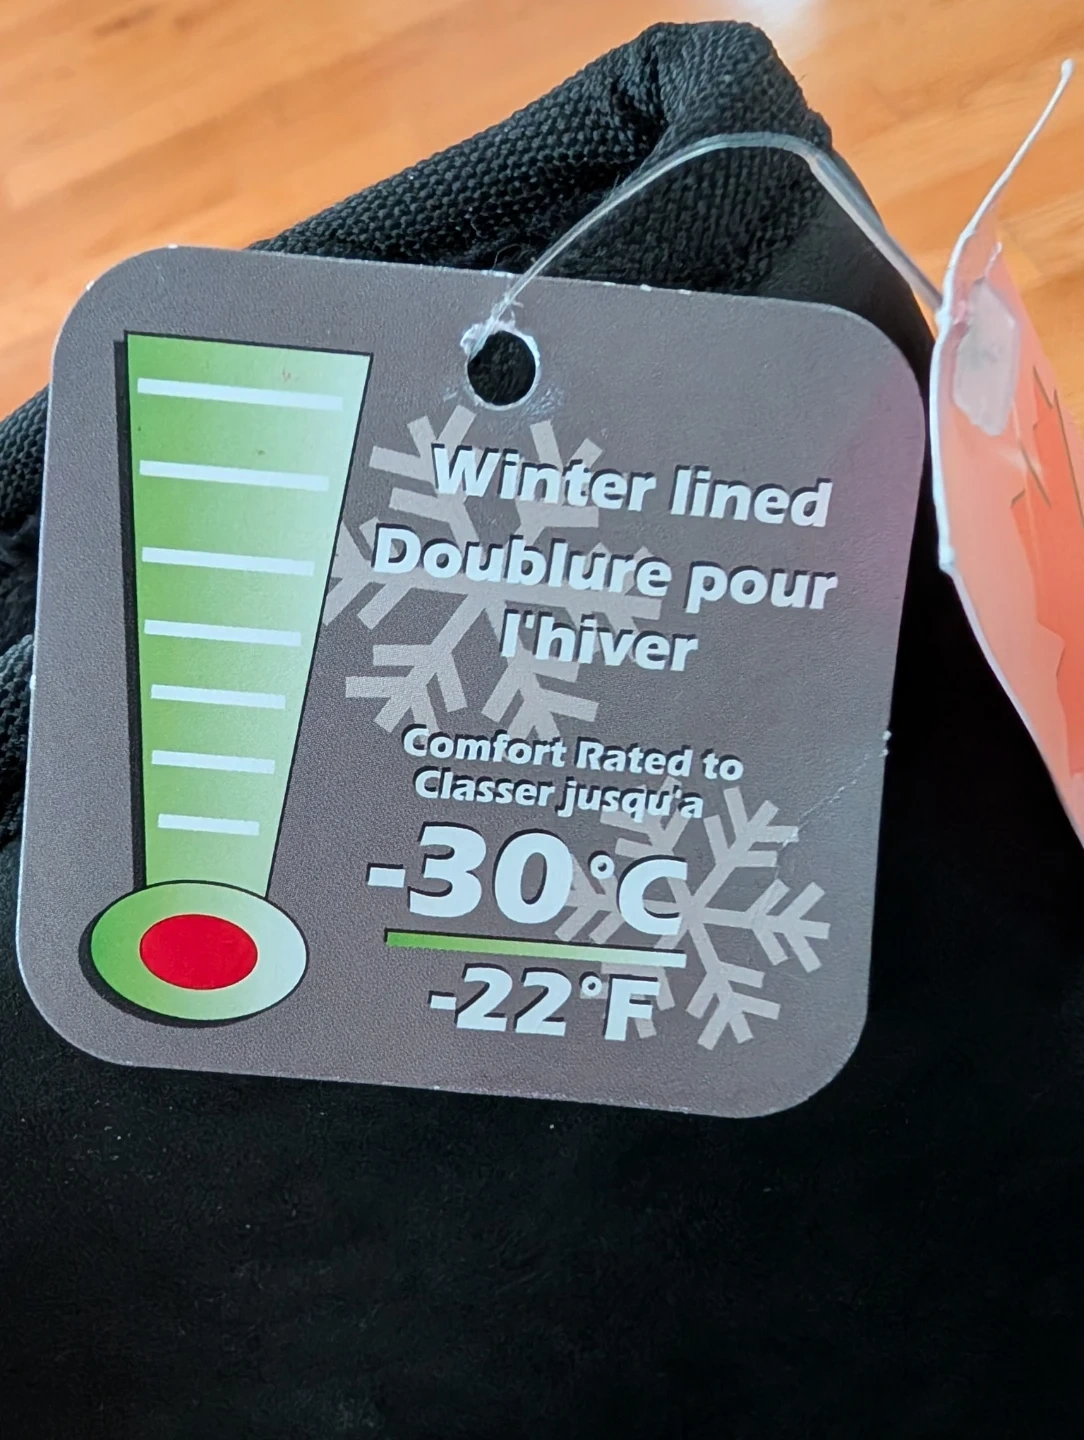 Winter lined
Doublure pour
l'hiver
Comfort Rated to
Classer jusqu'a
-30°C
-22°F